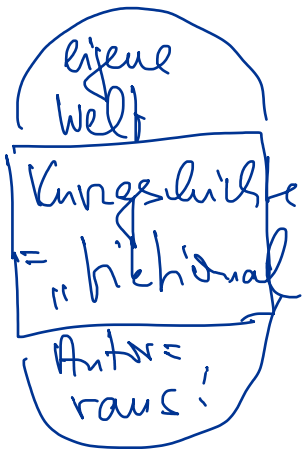 eigene
Welt
Kurzgeschichte
= „fiktional
Autor=
raus!